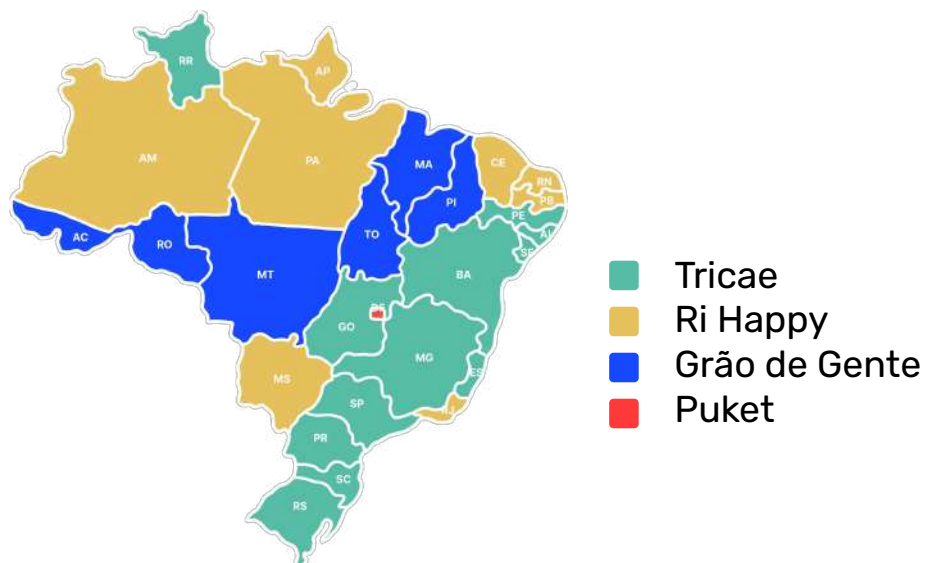 RR
AP
AM
PA
MA
CE
RN
PB
PI
PE
AL
SE
AC
RO
TO
MT
BA
DF
GO
MG
ES
MS
SP
RJ
PR
SC
RS
Tricae
Ri Happy
Grão de Gente
Puket